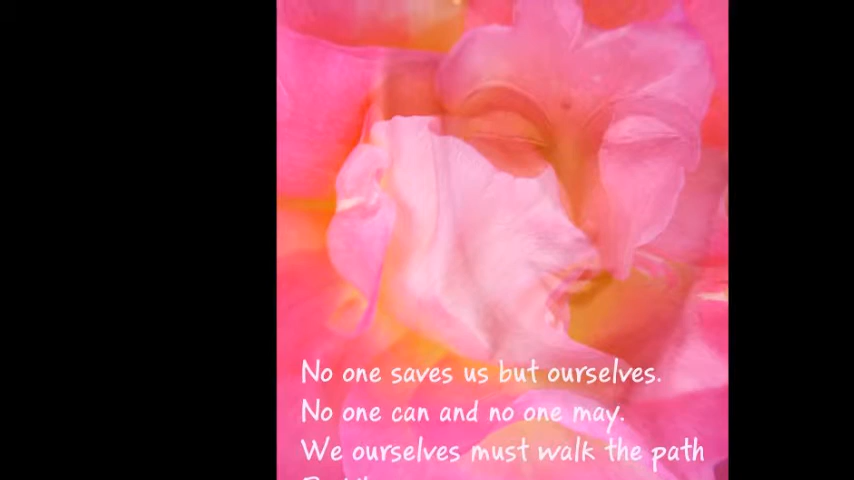 No one saves us but ourselves.
No one can and no one may.
We ourselves must walk the path